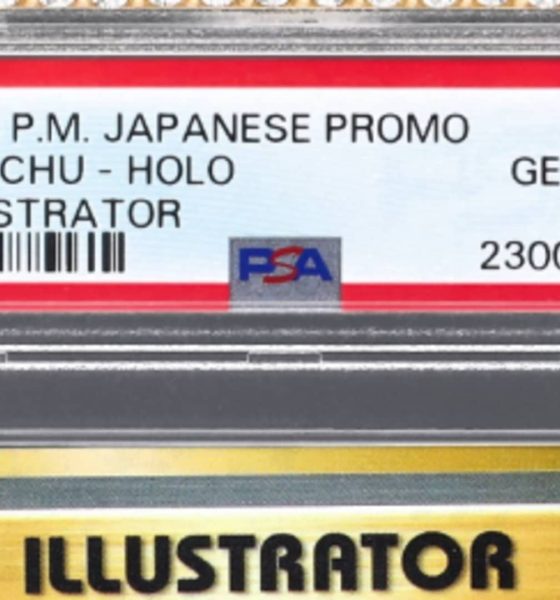 P.M. JAPANESE PROMO
CHU - HOLO GE
STRATOR
2300
PSA
ILLUSTRATOR